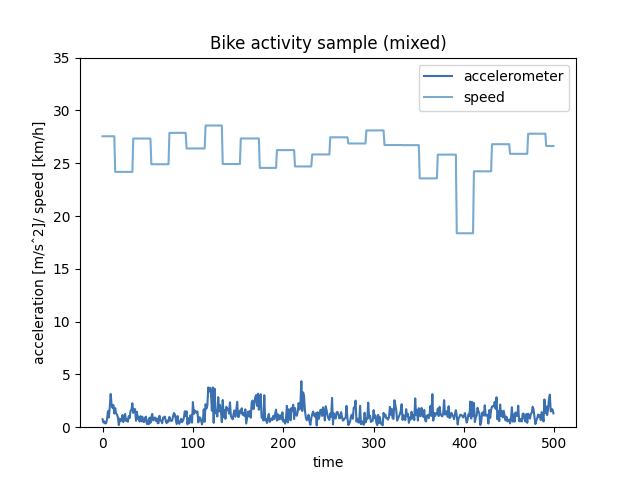 Bike activity sample (mixed)
accelerometer
speed
35
30
25
20
15
10
5
0
acceleration [m/sˆ2]/ speed [km/h]
0 100 200 300 400 500
time